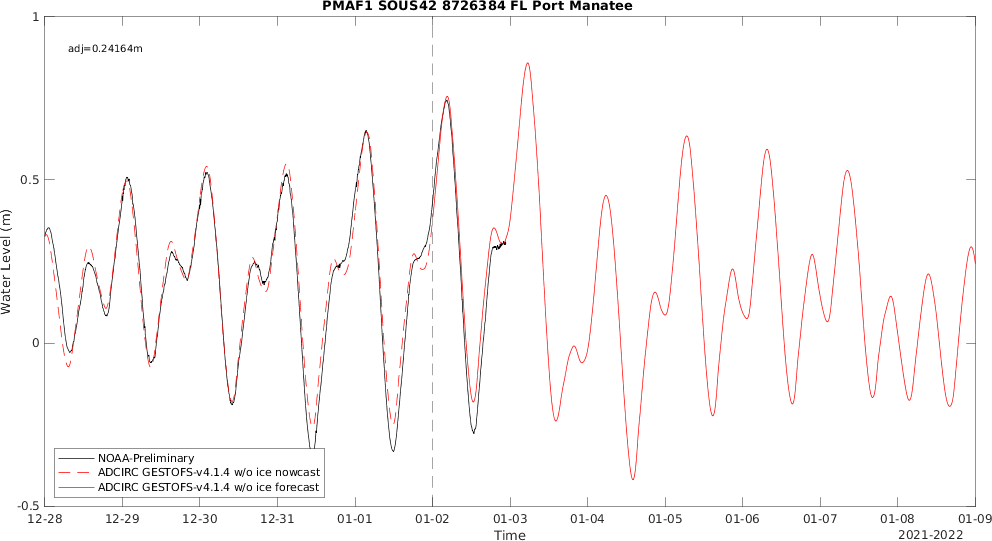 PMAF1 SOUS42 8726384 FL Port Manatee
adj=0.24164m
Water Level (m)
1
0.5
0
-0.5
NOAA-Preliminary
ADCIRC GESTOFS-v4.1.4 w/o ice nowcast
ADCIRC GESTOFS-v4.1.4 w/o ice forecast
12-28 12-29 12-30 12-31 01-01 01-02 01-03 01-04 01-05 01-06 01-07 01-08 01-09
Time
2021-2022